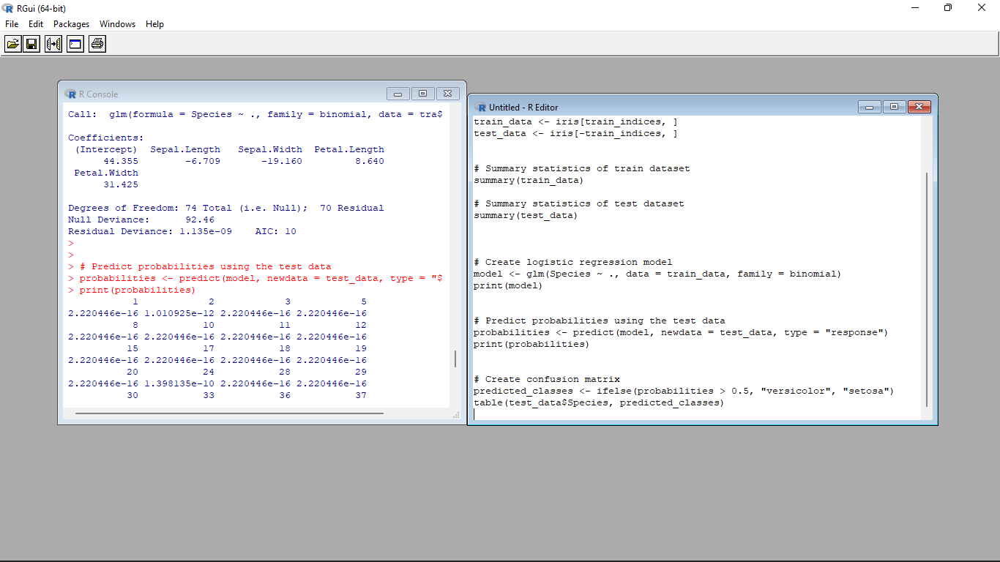 RGui (64-bit)
File Edit Packages Windows Help
R Console
Call:  glm(formula = Species ~ ., family = binomial, data = tra$
Coefficients:
(Intercept)  Sepal.Length   Sepal.Width  Petal.Length
44.355        -6.709       -19.160         8.640
Petal.Width
31.425
Degrees of Freedom: 74 Total (i.e. Null);  70 Residual
Null Deviance:      92.46
Residual Deviance: 1.135e-09    AIC: 10
>
>
> # Predict probabilities using the test data
> probabilities <- predict(model, newdata = test_data, type = "$
> print(probabilities)
1            2            3            5
2.220446e-16 1.010925e-12 2.220446e-16 2.220446e-16
8           10           11           12
2.220446e-16 2.220446e-16 2.220446e-16 2.220446e-16
15           17           18           19
2.220446e-16 2.220446e-16 2.220446e-16 2.220446e-16
20           24           28           29
2.220446e-16 1.398135e-10 2.220446e-16 2.220446e-16
30           33           36           37
Untitled - R Editor
train_data <- iris[train_indices, ]
test_data <- iris[-train_indices, ]
# Summary statistics of train dataset
summary(train_data)
# Summary statistics of test dataset
summary(test_data)
# Create logistic regression model
model <- glm(Species ~ ., data = train_data, family = binomial)
print(model)
# Predict probabilities using the test data
probabilities <- predict(model, newdata = test_data, type = "response")
print(probabilities)
# Create confusion matrix
predicted_classes <- ifelse(probabilities > 0.5, "versicolor", "setosa")
table(test_data$Species, predicted_classes)